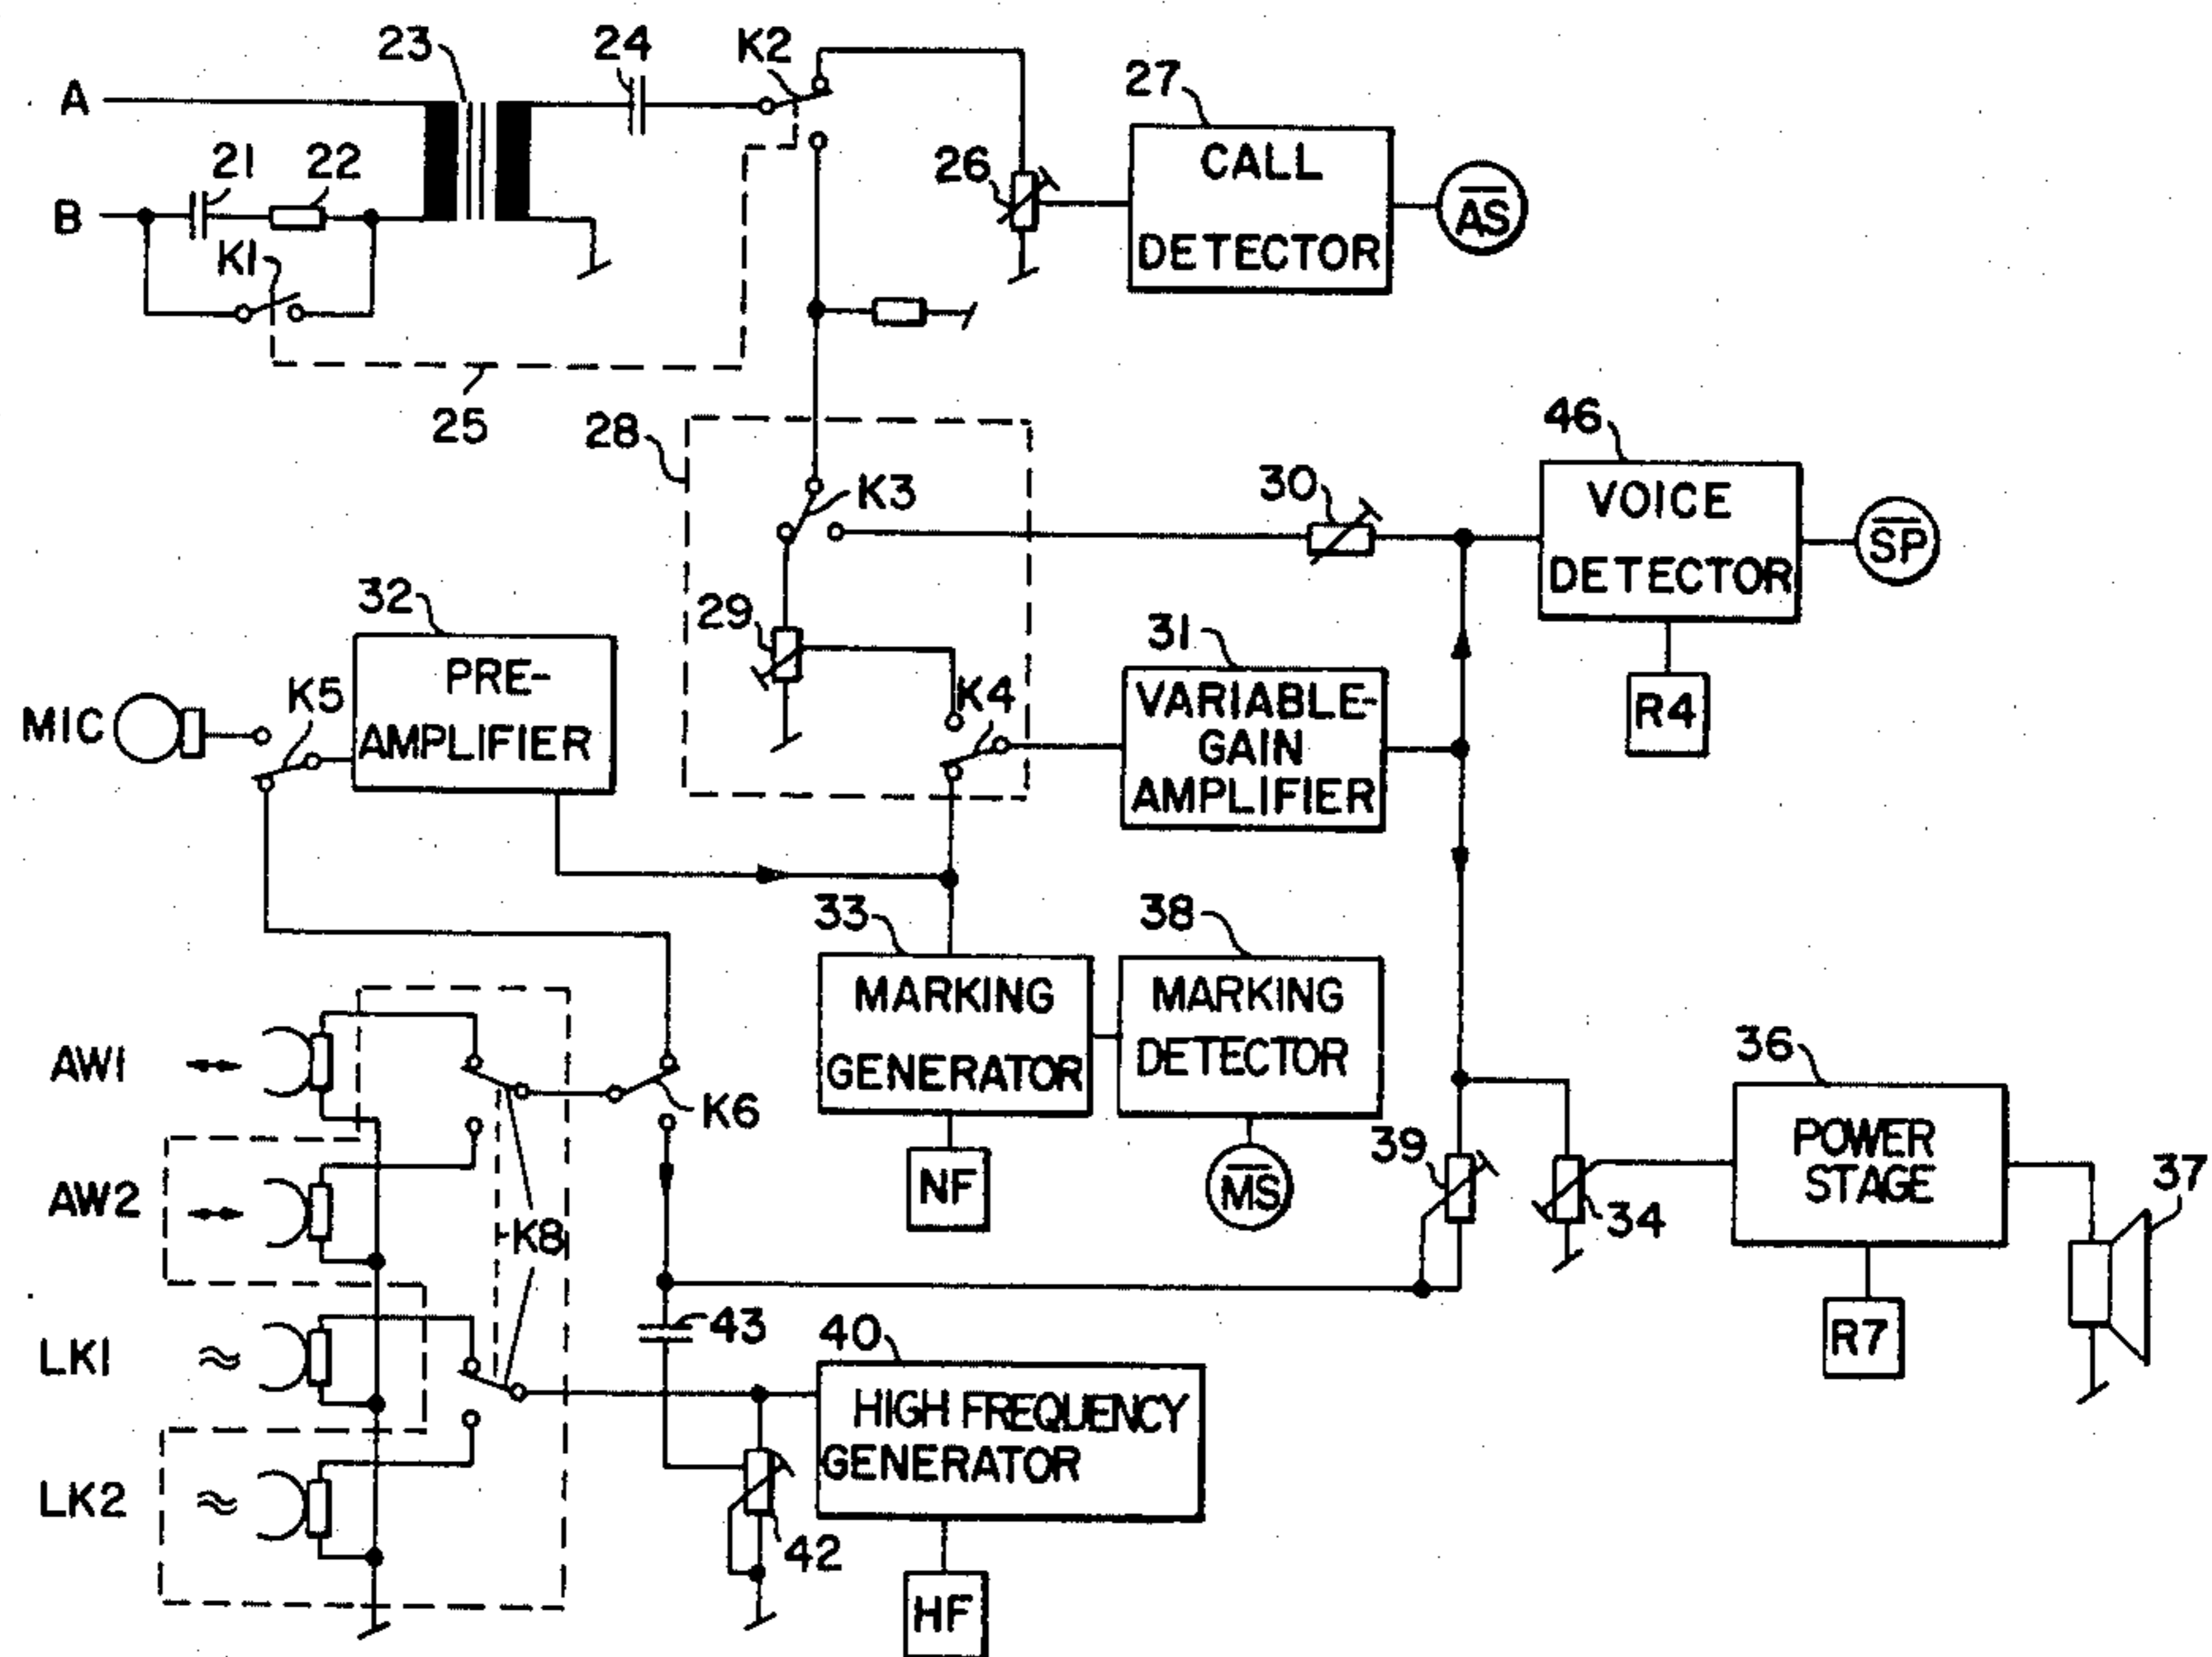 23
24
K2
A
27
CALL
DETECTOR
21
22
26
AS
B
K1
25
28
46
K3
30
VOICE
DETECTOR
SP
32
29
31
PRE-
AMPLIFIER
K4
VARIABLE-
GAIN
AMPLIFIER
R4
MIC
K5
33
38
MARKING
GENERATOR
MARKING
DETECTOR
36
AW1
K6
POWER
STAGE
39
37
AW2
NF
MS
34
K8
43
40
R7
LK1
HIGH FREQUENCY
GENERATOR
LK2
42
HF